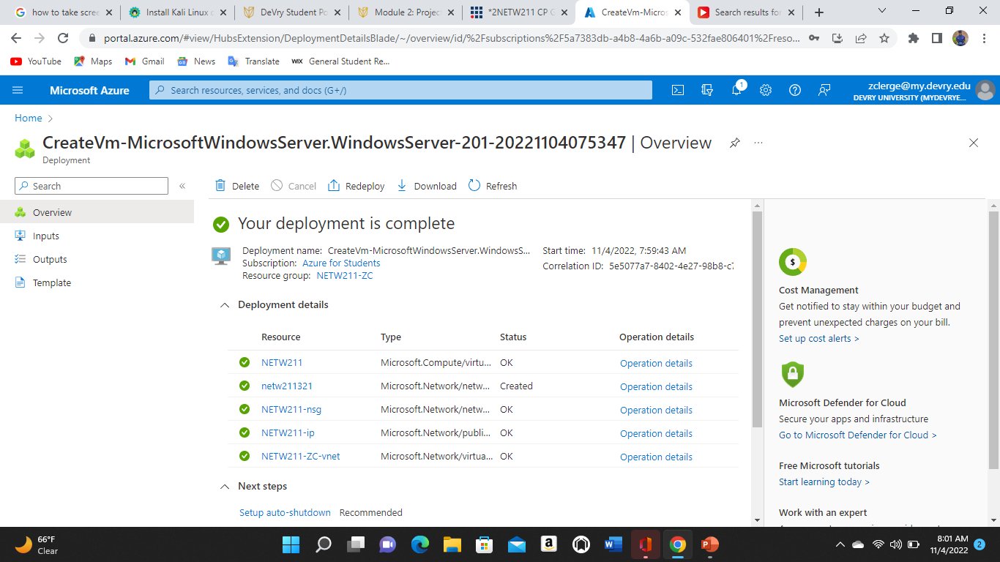 how to take scree
Install Kali Linux
DeVry Student Po
Module 2: Projec
*2NETW211 CP G
CreateVm-Micros
Search results for
portal.azure.com/#view/HubsExtension/DeploymentDetailsBlade/~/overview/id/%2Fsubscriptions%2F5a7383db-a4b8-4a6b-a09c-532fae806401%2Freso...
YouTube Maps Gmail News Translate WIX General Student Re...
Microsoft Azure
Search resources, services, and docs (G+/)
1
zclerge@my.devry.edu
DEVRY UNIVERSITY (MYDEVRYE...
Home >
CreateVm-MicrosoftWindowsServer.WindowsServer-201-20221104075347 | Overview
...
Deployment
Search
«
Delete Cancel Redeploy Download Refresh
Overview
Inputs
Outputs
Template
Your deployment is complete
Deployment name: CreateVm-MicrosoftWindowsServer.WindowsS...
Subscription: Azure for Students
Resource group: NETW211-ZC
Start time: 11/4/2022, 7:59:43 AM
Correlation ID: 5e5077a7-8402-4e27-98b8-c7
Deployment details
Resource Type Status Operation details
NETW211 Microsoft.Compute/virtu... OK Operation details
netw211321 Microsoft.Network/netw... Created Operation details
NETW211-nsg Microsoft.Network/netw... OK Operation details
NETW211-ip Microsoft.Network/publi... OK Operation details
NETW211-ZC-vnet Microsoft.Network/virtua... OK Operation details
Next steps
Setup auto-shutdown Recommended
$
Cost Management
Get notified to stay within your budget and
prevent unexpected charges on your bill.
Set up cost alerts >
Microsoft Defender for Cloud
Secure your apps and infrastructure
Go to Microsoft Defender for Cloud >
Free Microsoft tutorials
Start learning today >
Work with an expert
66°F
Clear
8:01 AM
11/4/2022
2